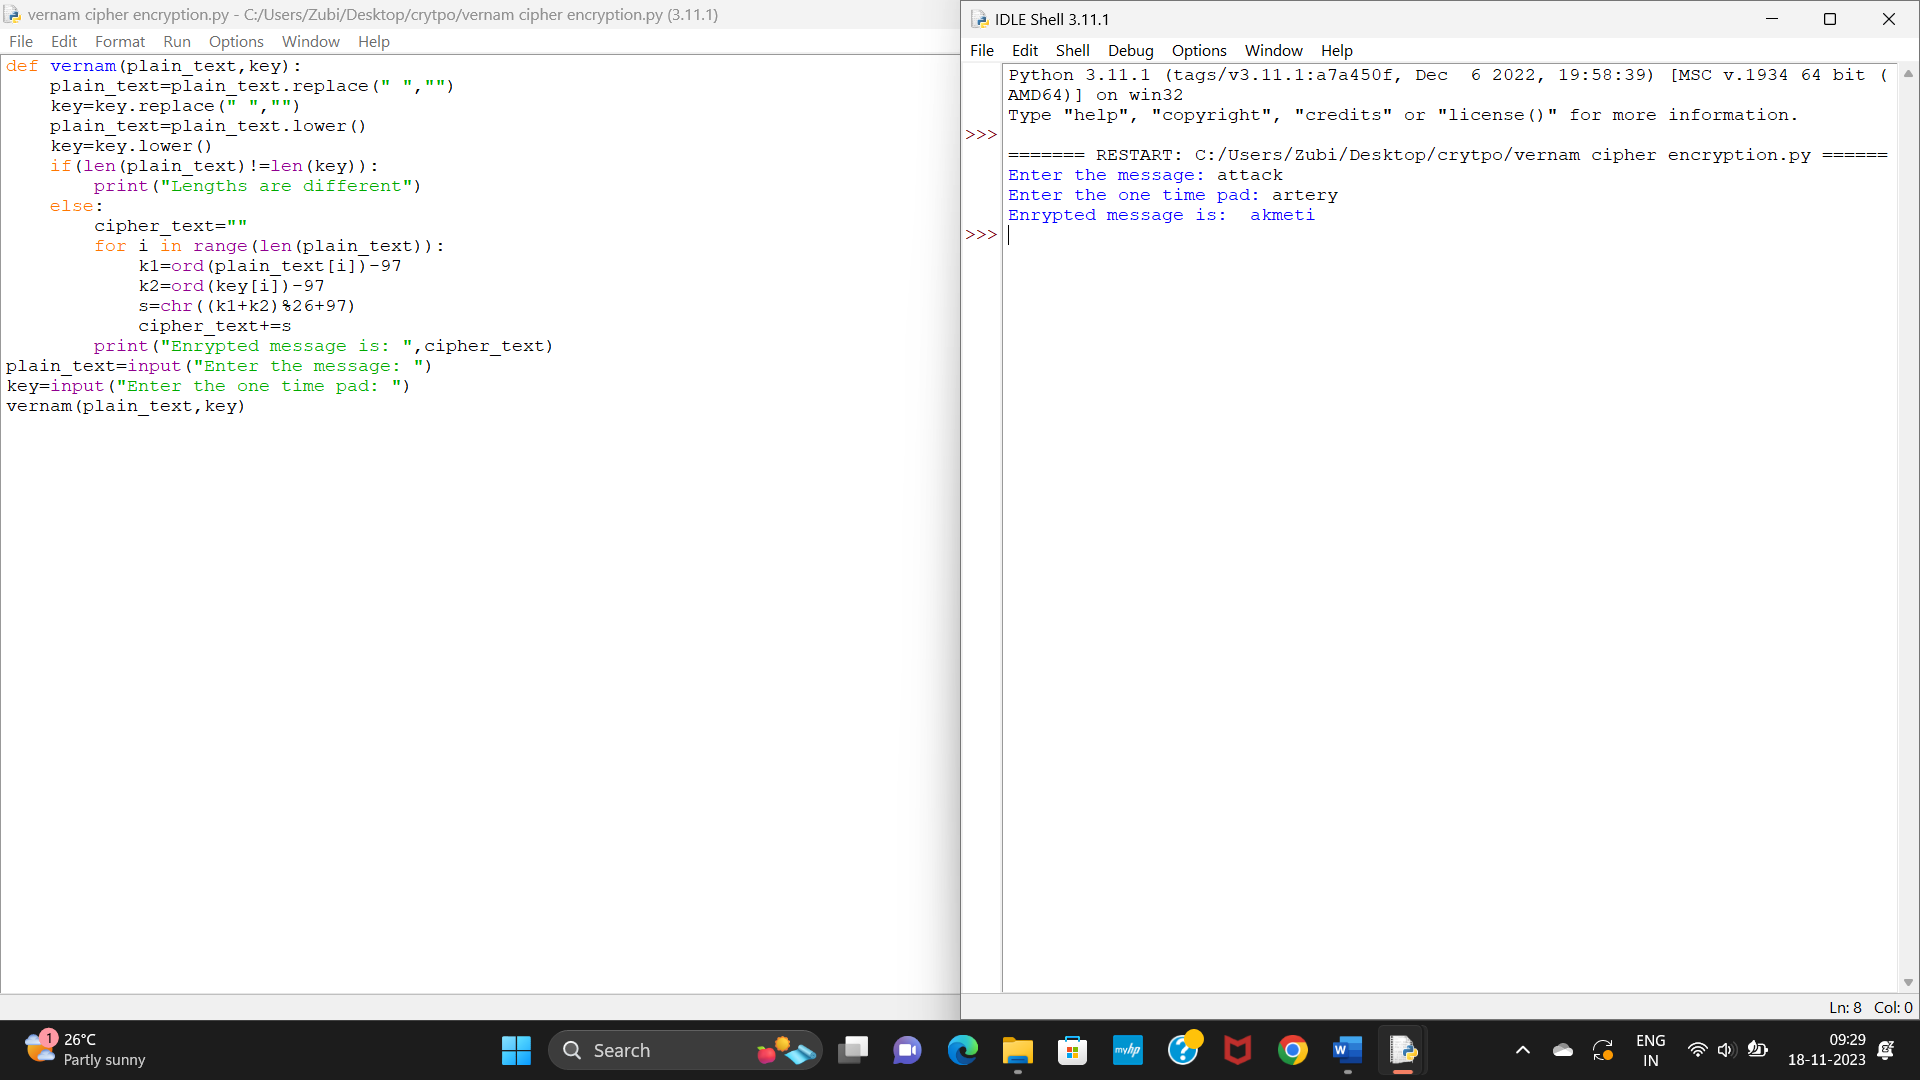 vernam cipher encryption.py - C:/Users/Zubi/Desktop/crytpo/vernam cipher encryption.py (3.11.1)
File Edit Format Run Options Window Help
def vernam(plain_text,key):
    plain_text=plain_text.replace(" ","")
    key=key.replace(" ","")
    plain_text=plain_text.lower()
    key=key.lower()
    if(len(plain_text)!=len(key)):
        print("Lengths are different")
    else:
        cipher_text=""
        for i in range(len(plain_text)):
            k1=ord(plain_text[i])-97
            k2=ord(key[i])-97
            s=chr((k1+k2)%26+97)
            cipher_text+=s
        print("Enrypted message is: ",cipher_text)
plain_text=input("Enter the message: ")
key=input("Enter the one time pad: ")
vernam(plain_text,key)
IDLE Shell 3.11.1
File Edit Shell Debug Options Window Help
Python 3.11.1 (tags/v3.11.1:a7a450f, Dec  6 2022, 19:58:39) [MSC v.1934 64 bit (
AMD64)] on win32
Type "help", "copyright", "credits" or "license()" for more information.
>>>
======= RESTART: C:/Users/Zubi/Desktop/crytpo/vernam cipher encryption.py ======
Enter the message: attack
Enter the one time pad: artery
Enrypted message is:  akmeti
>>>
Ln: 8 Col: 0
1
26°C
Partly sunny
Search
myhp
W
ENG
IN
09:29
18-11-2023